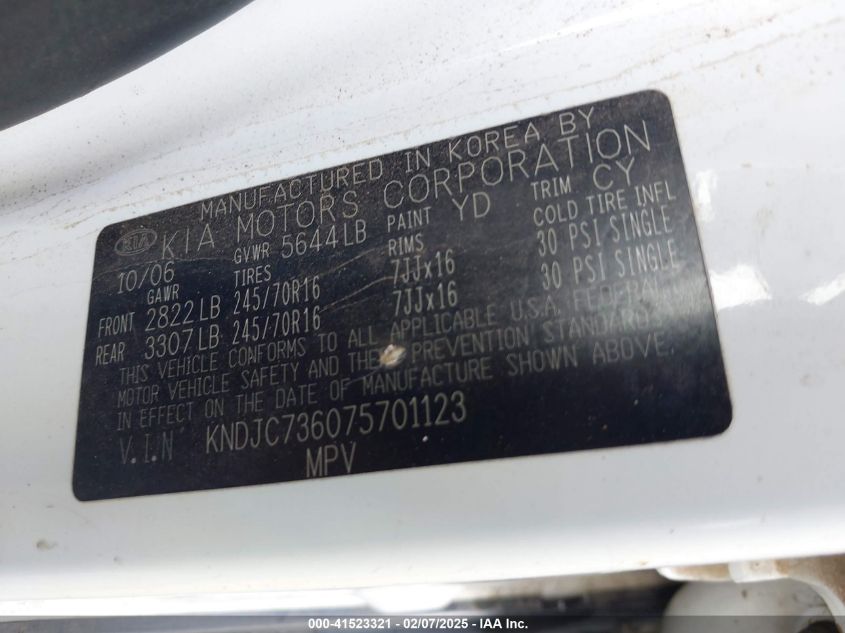 MANUFACTURED IN KOREA BY
KIA KIA MOTORS CORPORATION
10/06 GVWR 5644LB PAINT YD TRIM CY
GAWR TIRES RIMS COLD TIRE INFL
FRONT 2822LB 245/70R16 7JJx16 30 PSI SINGLE
REAR 3307LB 245/70R16 7JJx16 30 PSI SINGLE
THIS VEHICLE CONFORMS TO ALL APPLICABLE U.S.A. FEDERAL
MOTOR VEHICLE SAFETY AND THEFT PREVENTION STANDARDS
IN EFFECT ON THE DATE OF MANUFACTURE SHOWN ABOVE.
V.I.N KNDJC736075701123
MPV
000-41523321 — 02/07/2025 — IAA Inc.